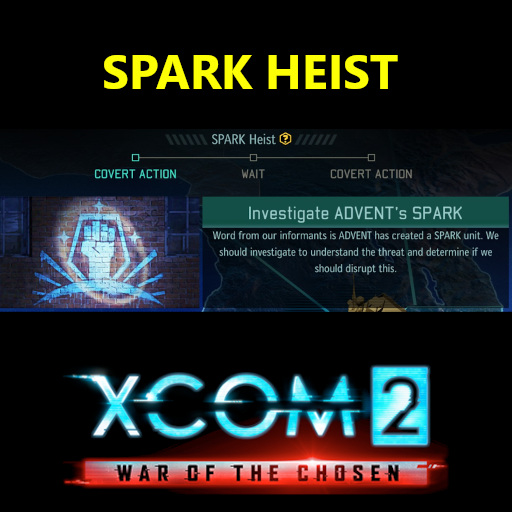 SPARK HEIST
SPARK Heist ?
COVERT ACTION WAIT COVERT ACTION
Investigate ADVENT's SPARK
Word from our informants is ADVENT has created a SPARK unit. We
should investigate to understand the threat and determine if we
should disrupt this.
XCOM 2
WAR OF THE CHOSEN